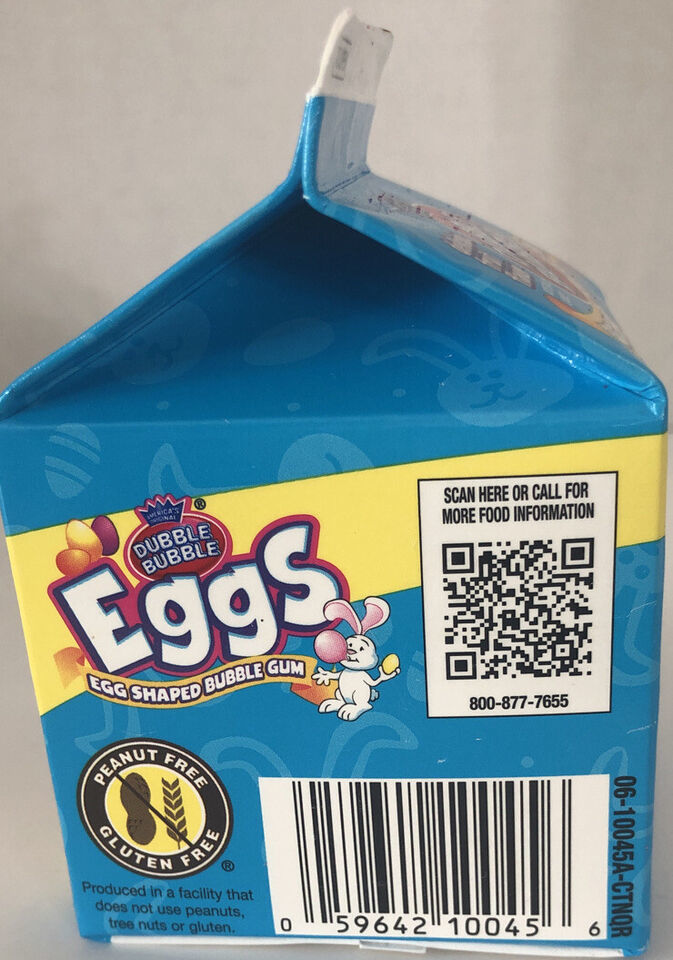 AMERICA'S
ORIGINAL
®
DUBBLE
BUBBLE
Eggs
EGG SHAPED BUBBLE GUM
SCAN HERE OR CALL FOR
MORE FOOD INFORMATION
800-877-7655
PEANUT FREE
GLUTEN FREE
®
Produced in a facility that
does not use peanuts,
tree nuts or gluten.
0 59642 10045 6
06-10045A-CTNQR